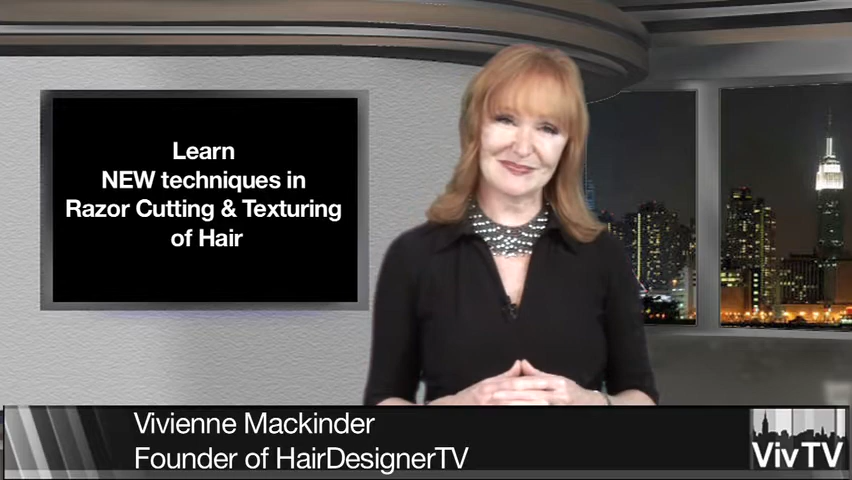 Learn
NEW techniques in
Razor Cutting & Texturing
of Hair
Vivienne Mackinder
Founder of HairDesignerTV
VivTV